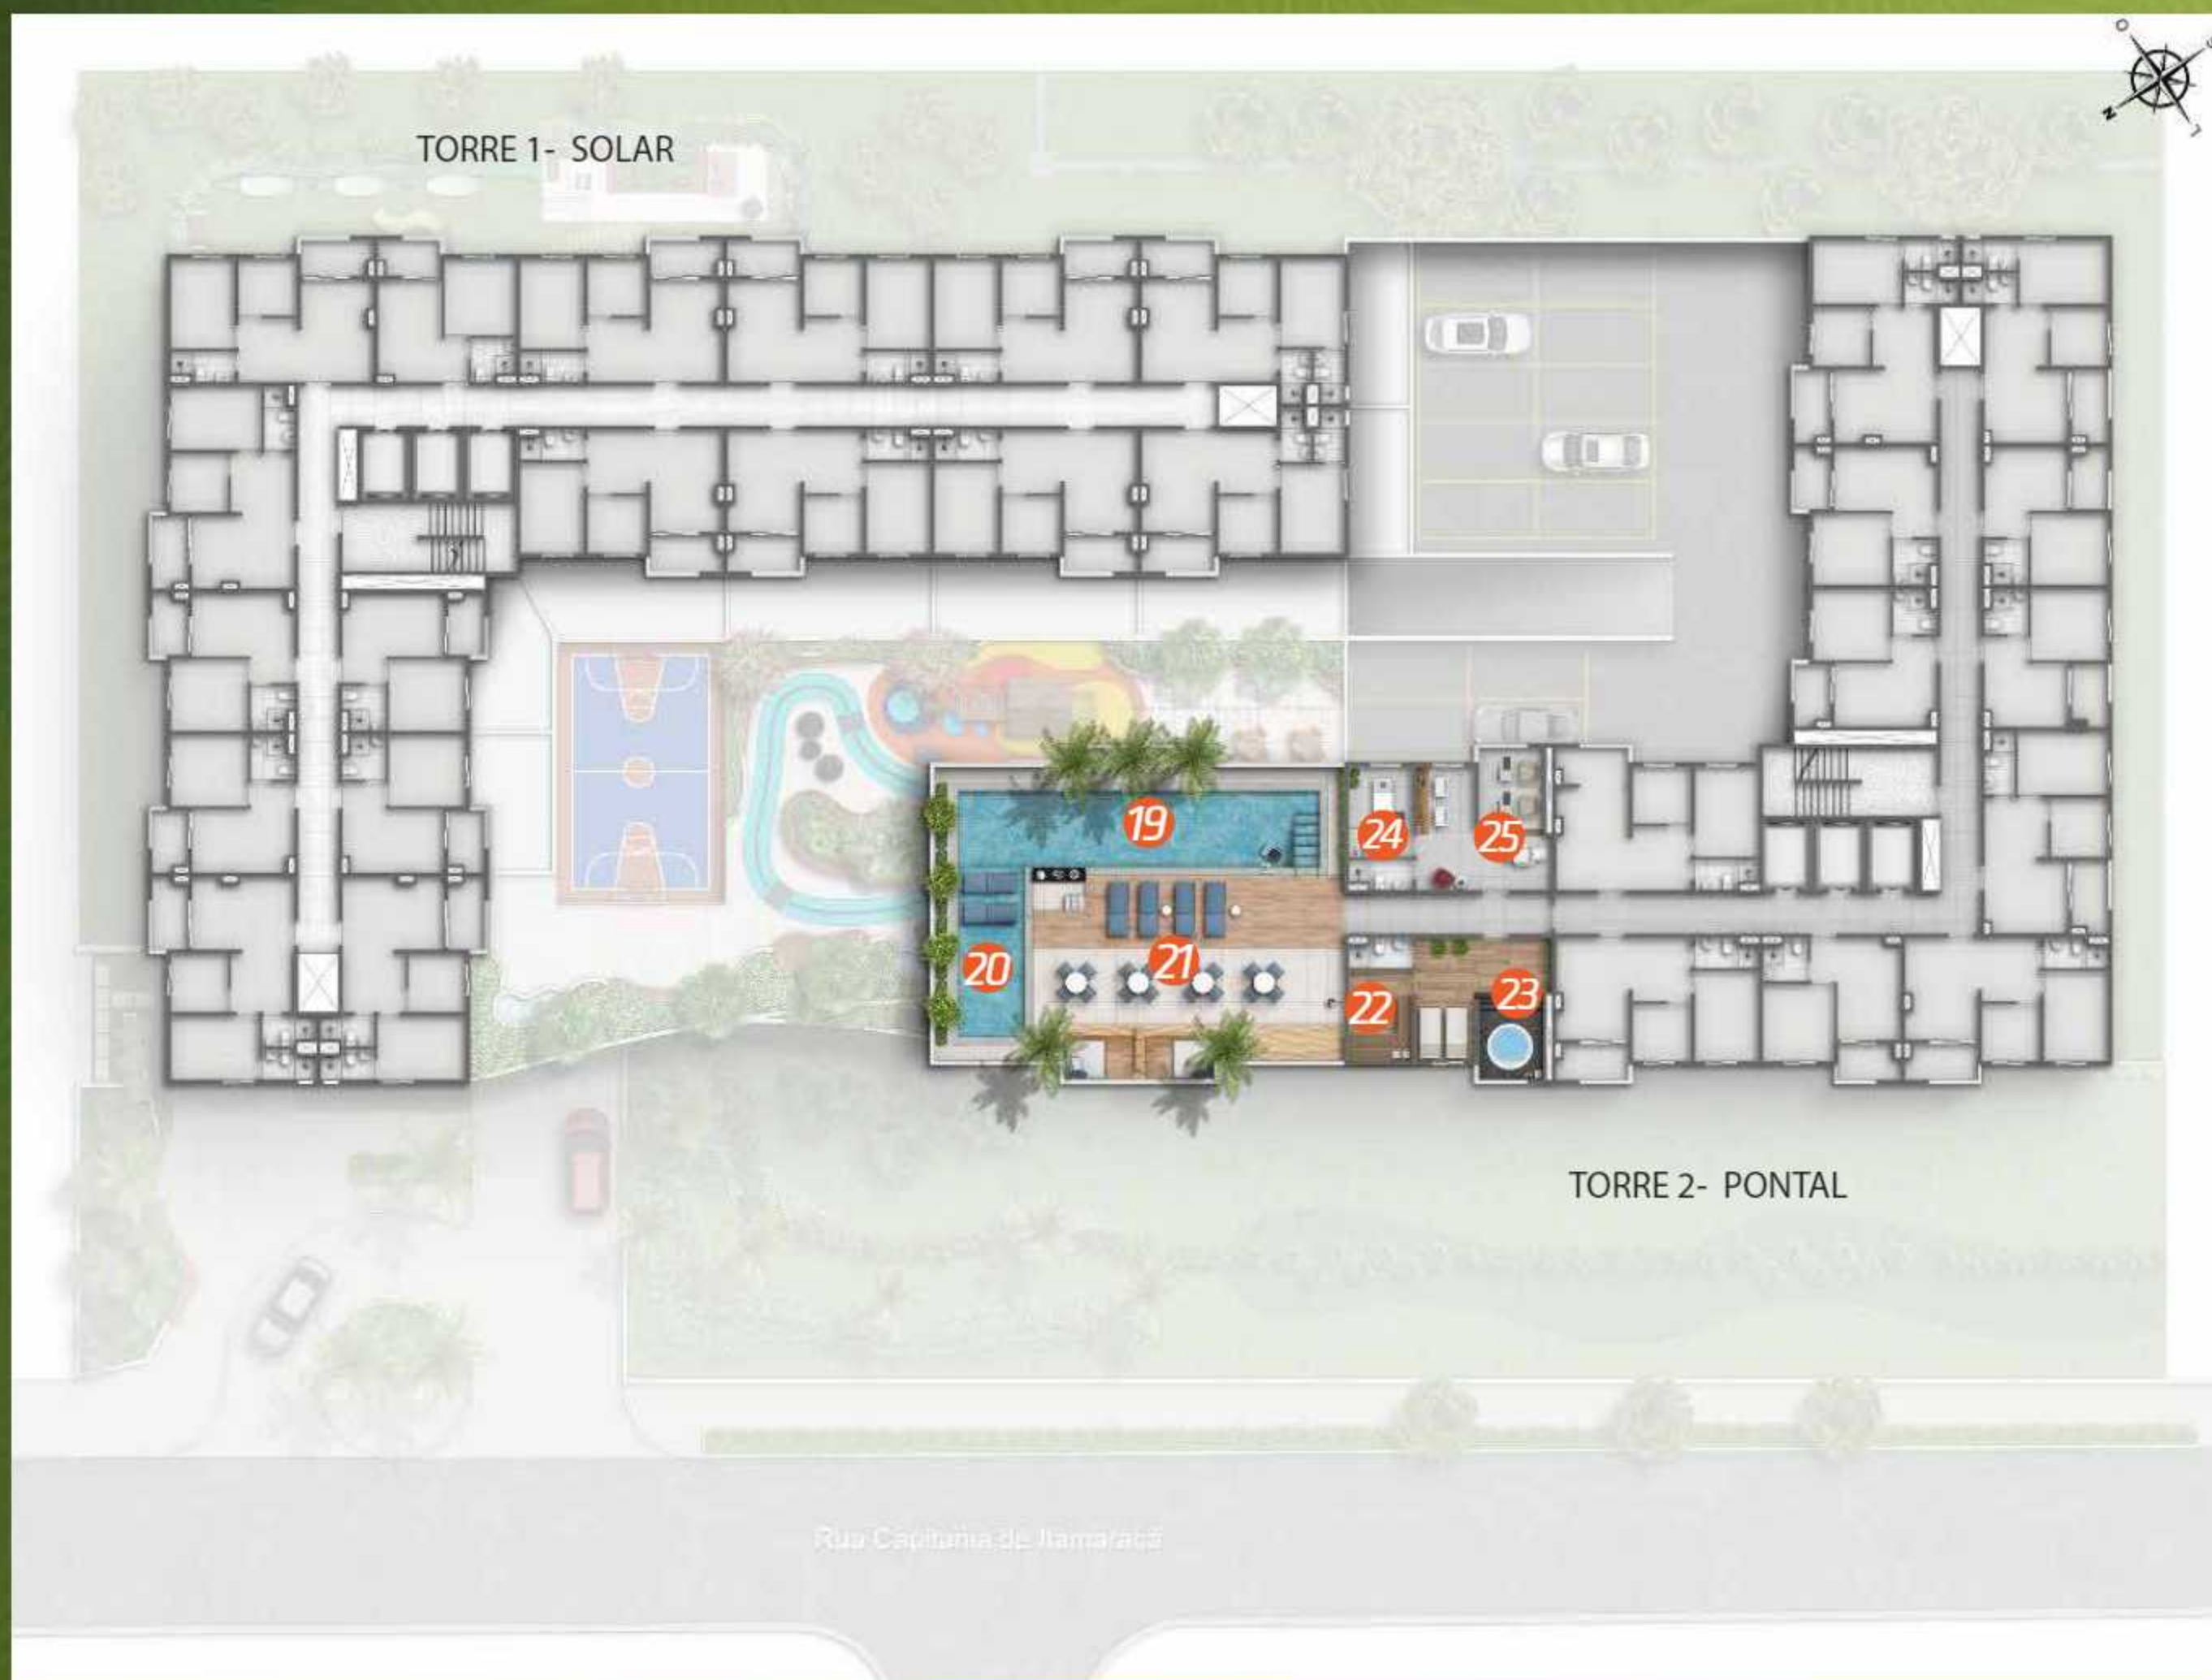 O
S
N
L
TORRE 1- SOLAR
19
24
25
20
21
22
23
TORRE 2- PONTAL
Rua Capitania de Itamaracá